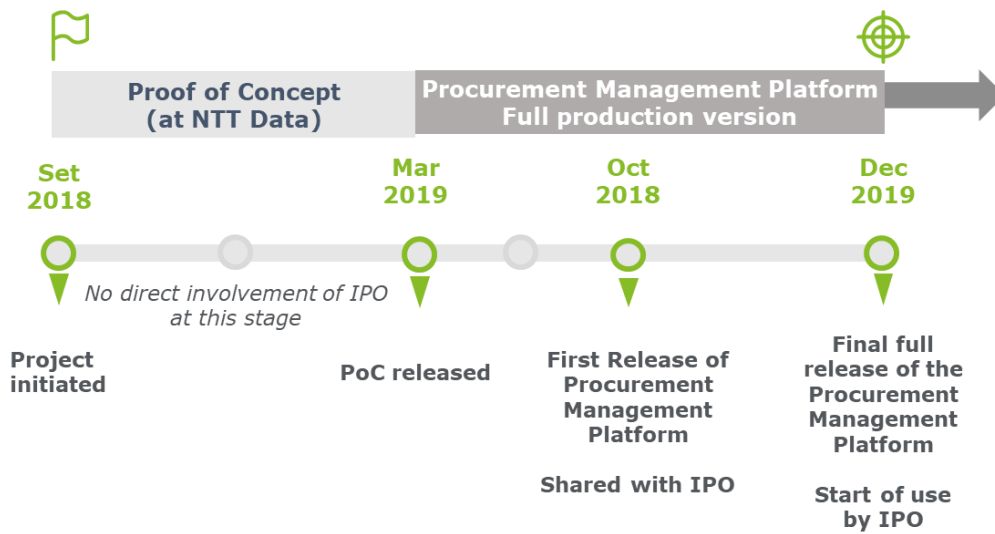 Proof of Concept
(at NTT Data)
Procurement Management Platform
Full production version
Set
2018
Mar
2019
Oct
2018
Dec
2019
No direct involvement of IPO
at this stage
Project
initiated
PoC released
First Release of
Procurement
Management
Platform
Shared with IPO
Final full
release of the
Procurement
Management
Platform
Start of use
by IPO